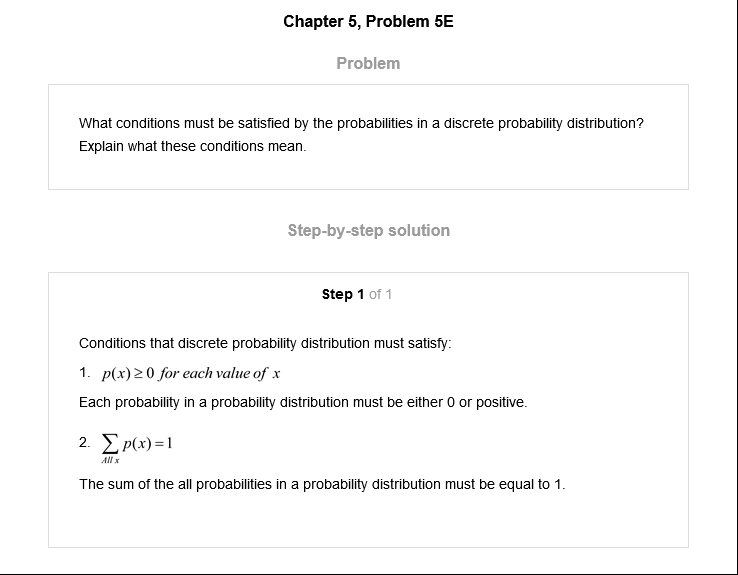 Chapter 5, Problem 5E
Problem
What conditions must be satisfied by the probabilities in a discrete probability distribution?
Explain what these conditions mean.
Step-by-step solution
Step 1 of 1
Conditions that discrete probability distribution must satisfy:
1. p(x) ≥ 0 for each value of x
Each probability in a probability distribution must be either 0 or positive.
2. ∑ p(x) = 1
All x
The sum of the all probabilities in a probability distribution must be equal to 1.